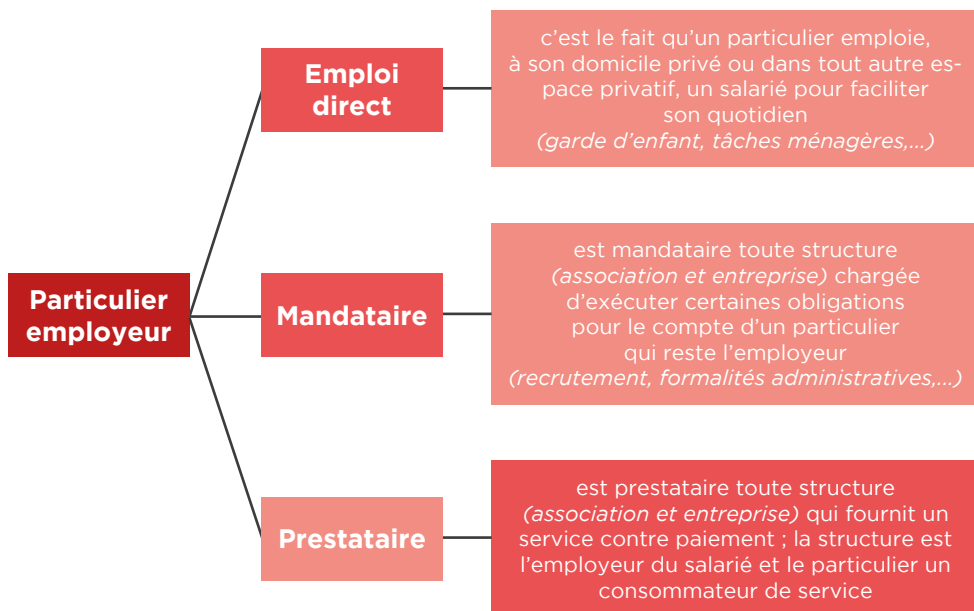 Particulier
employeur
Emploi
direct
c’est le fait qu’un particulier emploie,
à son domicile privé ou dans tout autre es-
pace privatif, un salarié pour faciliter
son quotidien
(garde d’enfant, tâches ménagères,...)
Mandataire
est mandataire toute structure
(association et entreprise) chargée
d’exécuter certaines obligations
pour le compte d’un particulier
qui reste l’employeur
(recrutement, formalités administratives,...)
Prestataire
est prestataire toute structure
(association et entreprise) qui fournit un
service contre paiement ; la structure est
l’employeur du salarié et le particulier un
consommateur de service